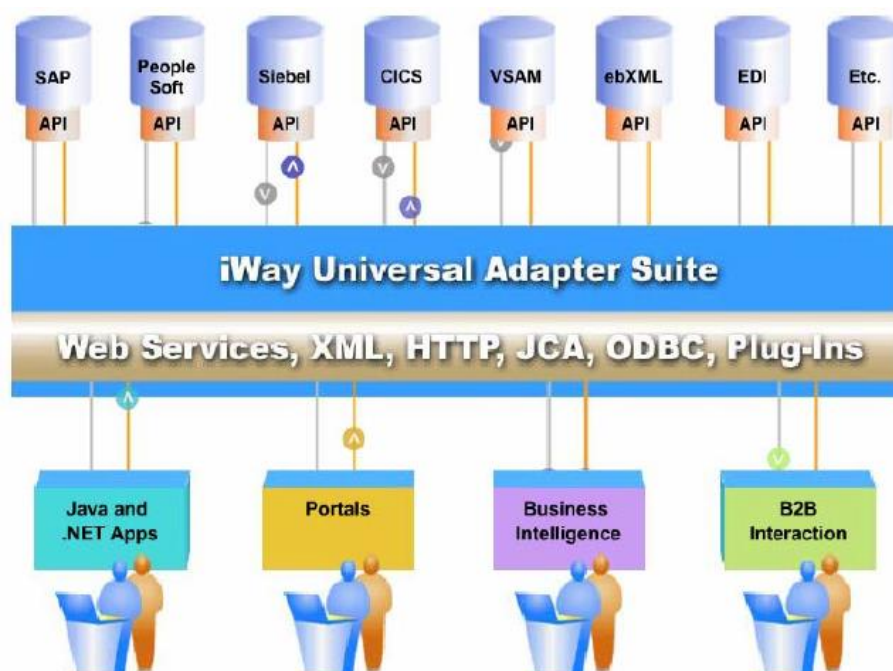 SAP
People
Soft
Siebel
CICS
VSAM
ebXML
EDI
Etc.
API
API
API
API
API
API
API
API
iWay Universal Adapter Suite
Web Services, XML, HTTP, JCA, ODBC, Plug-Ins
Java and
.NET Apps
Portals
Business
Intelligence
B2B
Interaction